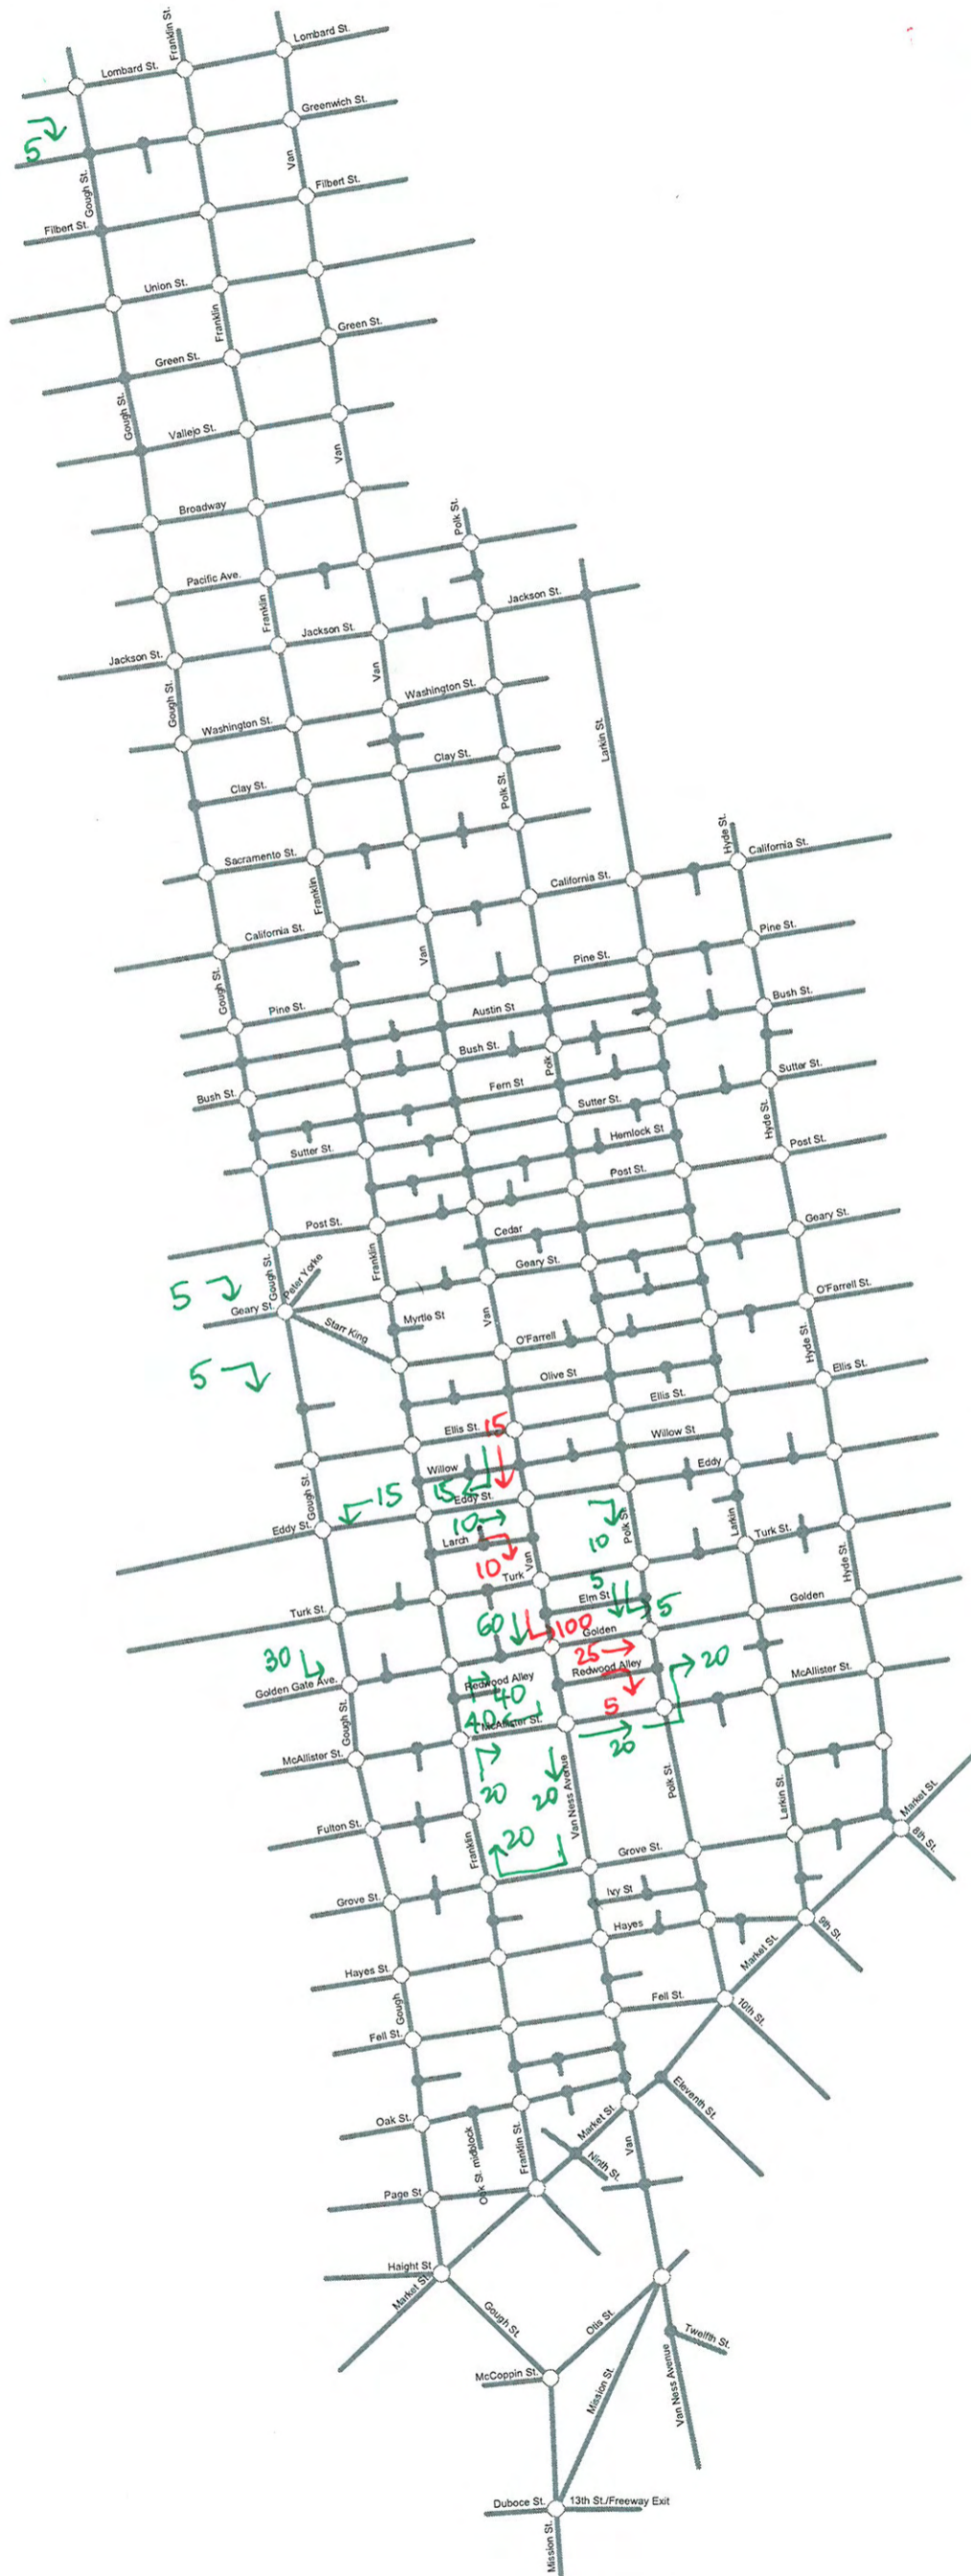 Franklin St.
Lombard St.
Lombard St.
Greenwich St.
5
Van
Gough St.
Filbert St.
Filbert St.
Union St.
Franklin
Green St.
Green St.
Gough St.
Vallejo St.
Van
Broadway
Polk St.
Pacific Ave.
Franklin
Jackson St.
Jackson St.
Jackson St.
Van
Gough St.
Washington St.
Washington St.
Larkin St.
Clay St.
Clay St.
Polk St.
Hyde St.
California St.
Sacramento St.
Franklin
California St.
California St.
Van
Pine St.
Pine St.
Gough St.
Pine St.
Austin St
Bush St.
Bush St.
Polk
Fern St
Bush St.
Sutter St.
Sutter St.
Hyde St.
Hemlock St
Sutter St.
Post St.
Post St.
Post St.
Cedar
Geary St.
Gough St.
Peter Yorke
Franklin
Geary St.
5
Geary St.
Myrtle St
Van
O'Farrell St.
Starr King
O'Farrell
Hyde St.
5
Olive St
Ellis St.
Ellis St.
Ellis St.
15
Willow St
Willow
Gough St.
Eddy
15
15
Eddy St.
Eddy St.
10
Polk St.
Larkin
Turk St.
Larch
Van
10
10
Hyde St.
Turk
5
Elm St
Golden
Turk St.
60
100
5
Golden
25
30
Redwood Alley
20
McAllister St.
Golden Gate Ave.
Redwood Alley
40
5
Gough St.
40
McAllister St.
20
McAllister St.
20
20
Van Ness Avenue
Polk St.
Larkin St.
Market St.
Fulton St.
Franklin
20
Grove St.
8th St.
Ivy St
Grove St.
Hayes
9th St.
Market St.
Hayes St.
Gough
Fell St.
10th St.
Fell St.
Eleventh St.
Oak St.
Oak St. midblock
Franklin St.
Market St.
Van
Ninth St.
Page St
Haight St
Market St.
Gough St.
Otis St.
Twelfth St.
McCoppin St.
Mission St.
Van Ness Avenue
Duboce St.
13th St./Freeway Exit
Mission St.